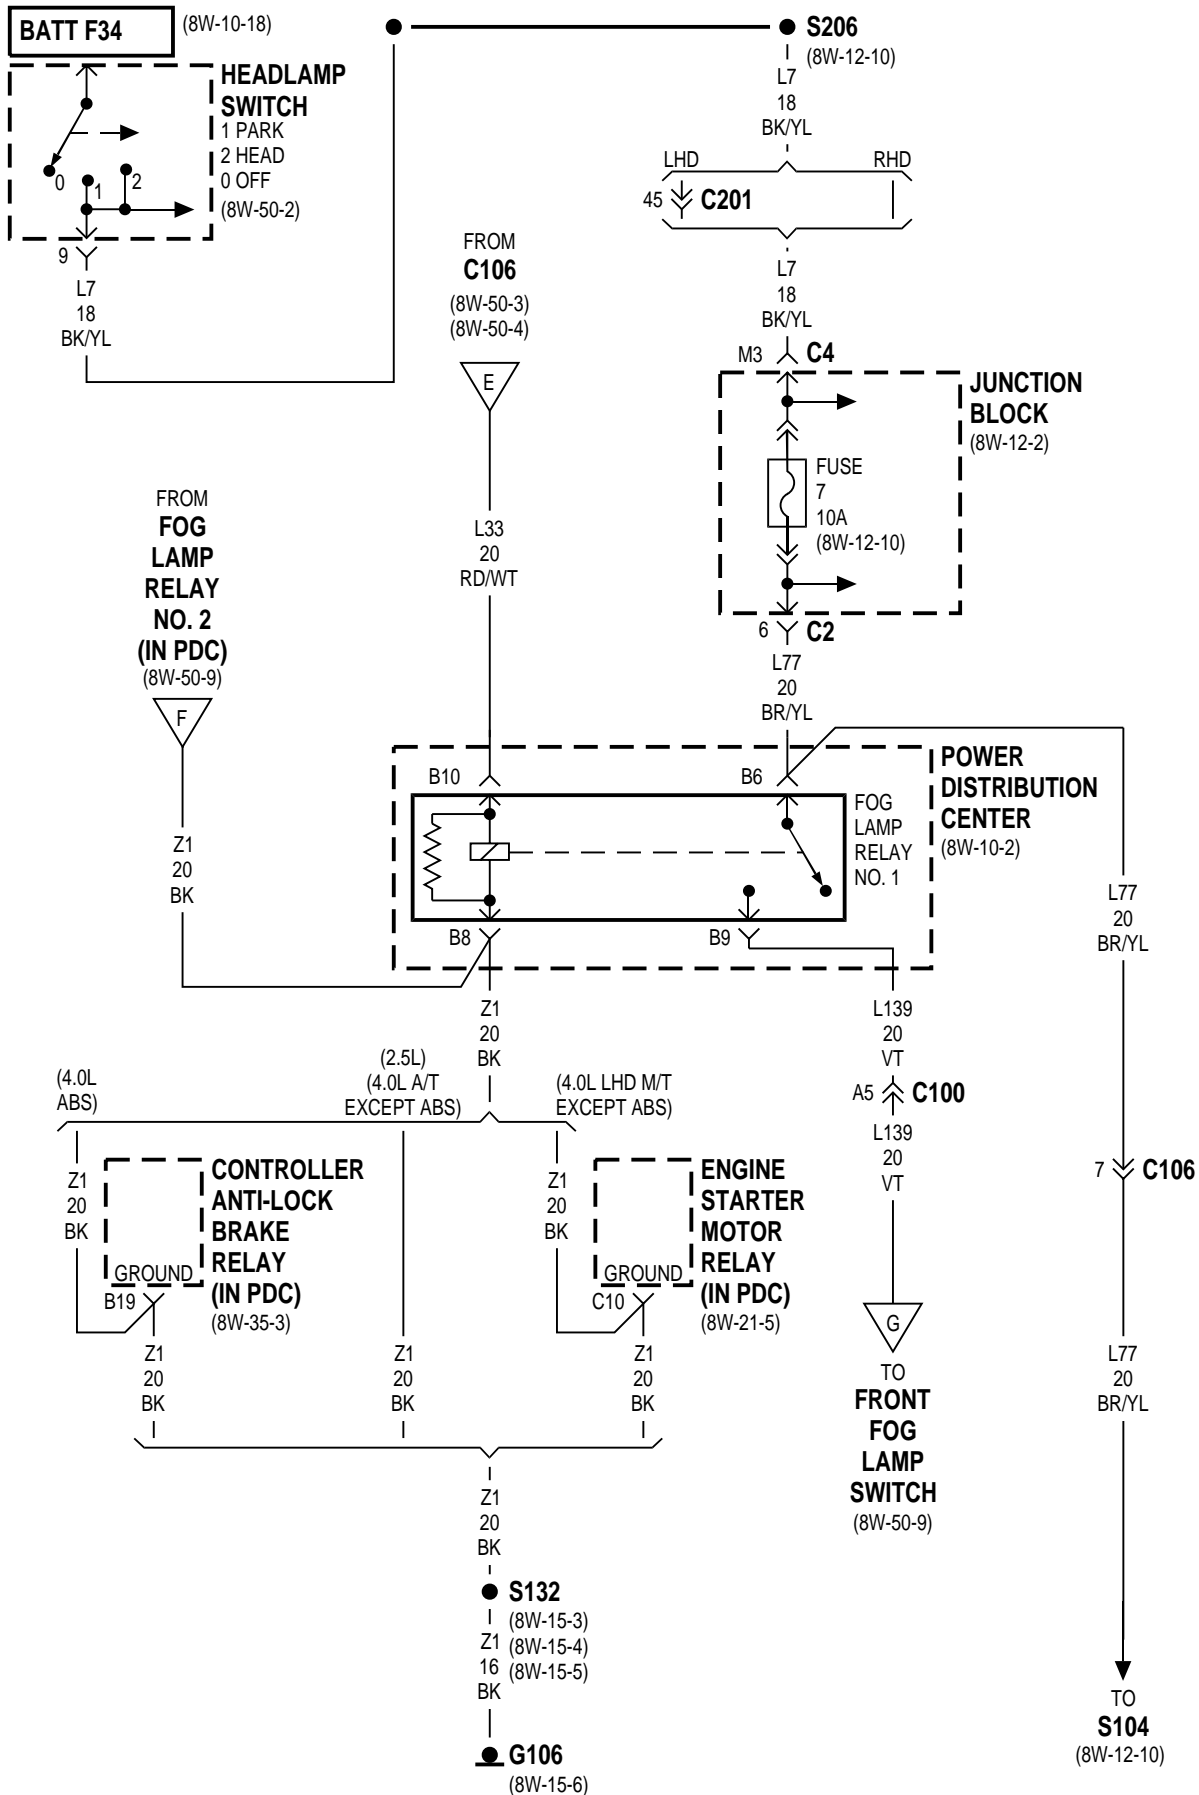 BATT F34
(8W-10-18)
S206
(8W-12-10)
HEADLAMP
SWITCH
1 PARK
2 HEAD
0 OFF
(8W-50-2)
0
1
2
9
L7
18
BK/YL
L7
18
BK/YL
LHD
RHD
45
C201
L7
18
BK/YL
FROM
C106
(8W-50-3)
(8W-50-4)
E
M3
C4
JUNCTION
BLOCK
(8W-12-2)
FUSE
7
10A
(8W-12-10)
6
C2
L77
20
BR/YL
L33
20
RD/WT
FROM
FOG
LAMP
RELAY
NO. 2
(IN PDC)
(8W-50-9)
F
Z1
20
BK
B10
B6
FOG
LAMP
RELAY
NO. 1
POWER
DISTRIBUTION
CENTER
(8W-10-2)
B8
B9
L77
20
BR/YL
Z1
20
BK
L139
20
VT
A5
C100
L139
20
VT
(4.0L
ABS)
(2.5L)
(4.0L A/T
EXCEPT ABS)
(4.0L LHD M/T
EXCEPT ABS)
Z1
20
BK
GROUND
B19
CONTROLLER
ANTI-LOCK
BRAKE
RELAY
(IN PDC)
(8W-35-3)
Z1
20
BK
GROUND
C10
ENGINE
STARTER
MOTOR
RELAY
(IN PDC)
(8W-21-5)
7
C106
G
TO
FRONT
FOG
LAMP
SWITCH
(8W-50-9)
Z1
20
BK
Z1
20
BK
Z1
20
BK
L77
20
BR/YL
Z1
20
BK
S132
(8W-15-3)
(8W-15-4)
(8W-15-5)
Z1
16
BK
G106
(8W-15-6)
TO
S104
(8W-12-10)